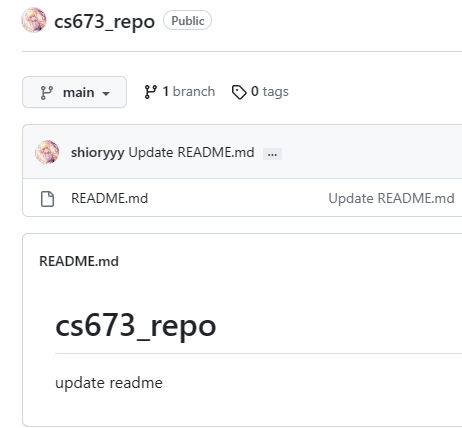 cs673_repo Public
main 1 branch 0 tags
shioryyy Update README.md ...
README.md Update README.md
README.md
cs673_repo
update readme